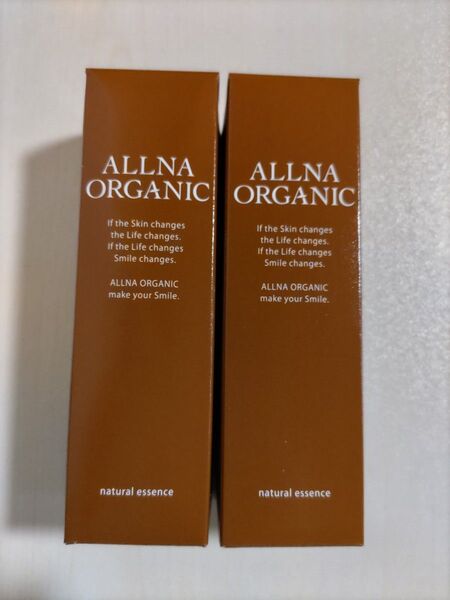 ALLNA
ORGANIC
If the Skin changes
the Life changes.
If the Life changes
Smile changes.
ALLNA ORGANIC
make your Smile.
natural essence
ALLNA
ORGANIC
If the Skin changes
the Life changes.
If the Life changes
Smile changes.
ALLNA ORGANIC
make your Smile.
natural essence